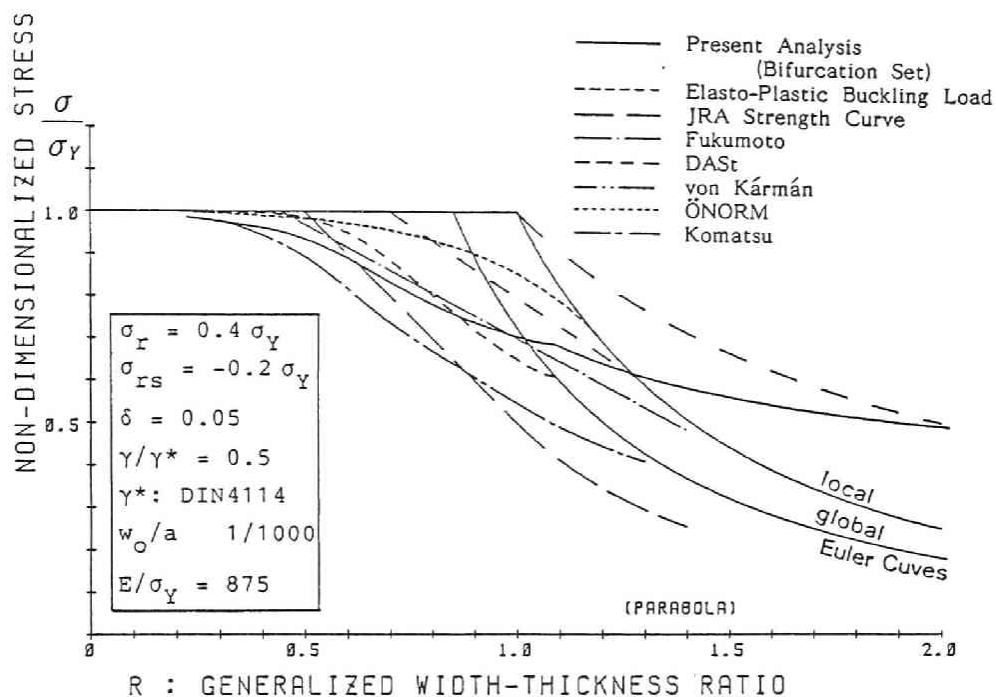 NON-DIMENSIONALIZED STRESS
σ
σY
Present Analysis
(Bifurcation Set)
Elasto-Plastic Buckling Load
JRA Strength Curve
Fukumoto
DASt
von Kármán
ÖNORM
Komatsu
1.0
0.5
σr = 0.4 σY
σrs = -0.2 σY
δ = 0.05
γ/γ* = 0.5
γ*: DIN4114
wo/a 1/1000
E/σY = 875
local
global
Euler Cuves
(PARABOLA)
0 0.5 1.0 1.5 2.0
R : GENERALIZED WIDTH-THICKNESS RATIO